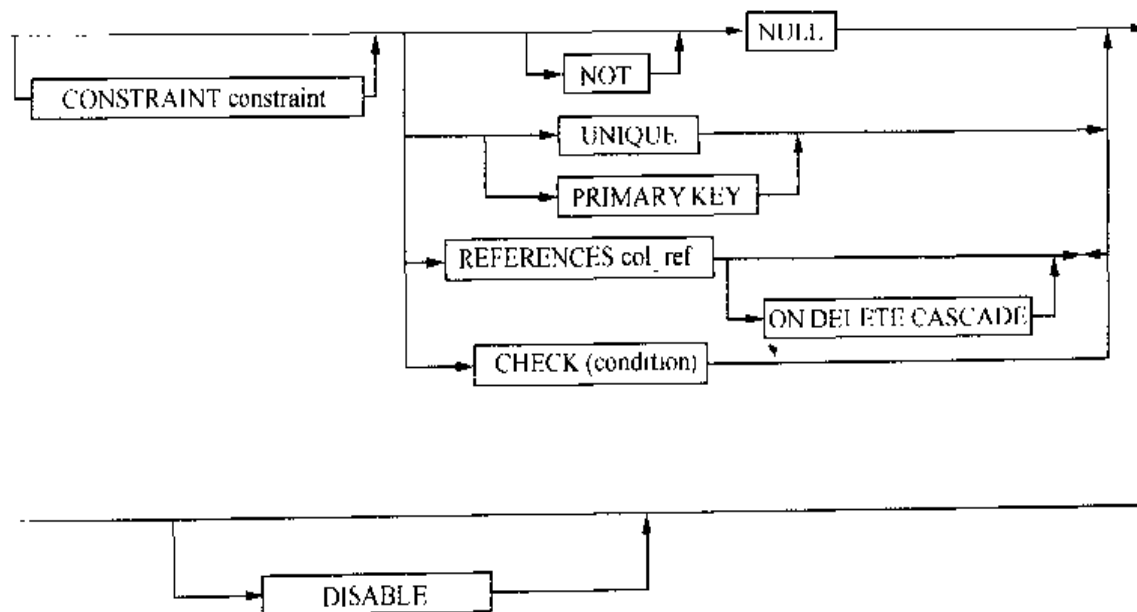 NULL
NOT
CONSTRAINT constraint
UNIQUE
PRIMARY KEY
REFERENCES col_ref
ON DELETE CASCADE
CHECK (condition)
DISABLE